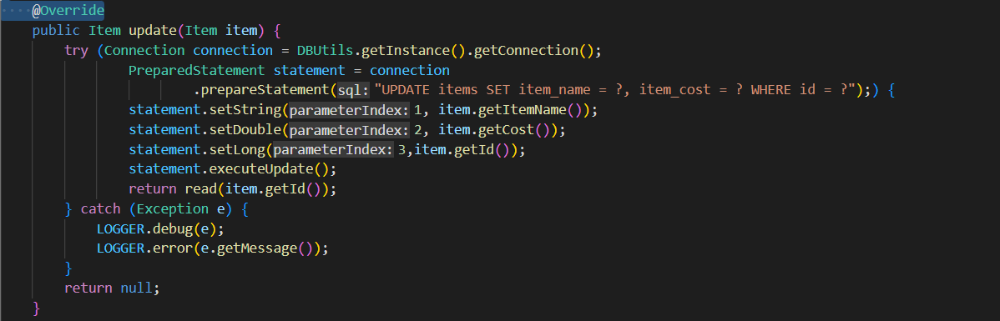 @Override
public Item update(Item item) {
try (Connection connection = DBUtils.getInstance().getConnection();
PreparedStatement statement = connection
.prepareStatement(sql: "UPDATE items SET item_name = ?, item_cost = ? WHERE id = ?");) {
statement.setString(parameterIndex: 1, item.getItemName());
statement.setDouble(parameterIndex: 2, item.getCost());
statement.setLong(parameterIndex: 3,item.getId());
statement.executeUpdate();
return read(item.getId());
} catch (Exception e) {
LOGGER.debug(e);
LOGGER.error(e.getMessage());
}
return null;
}